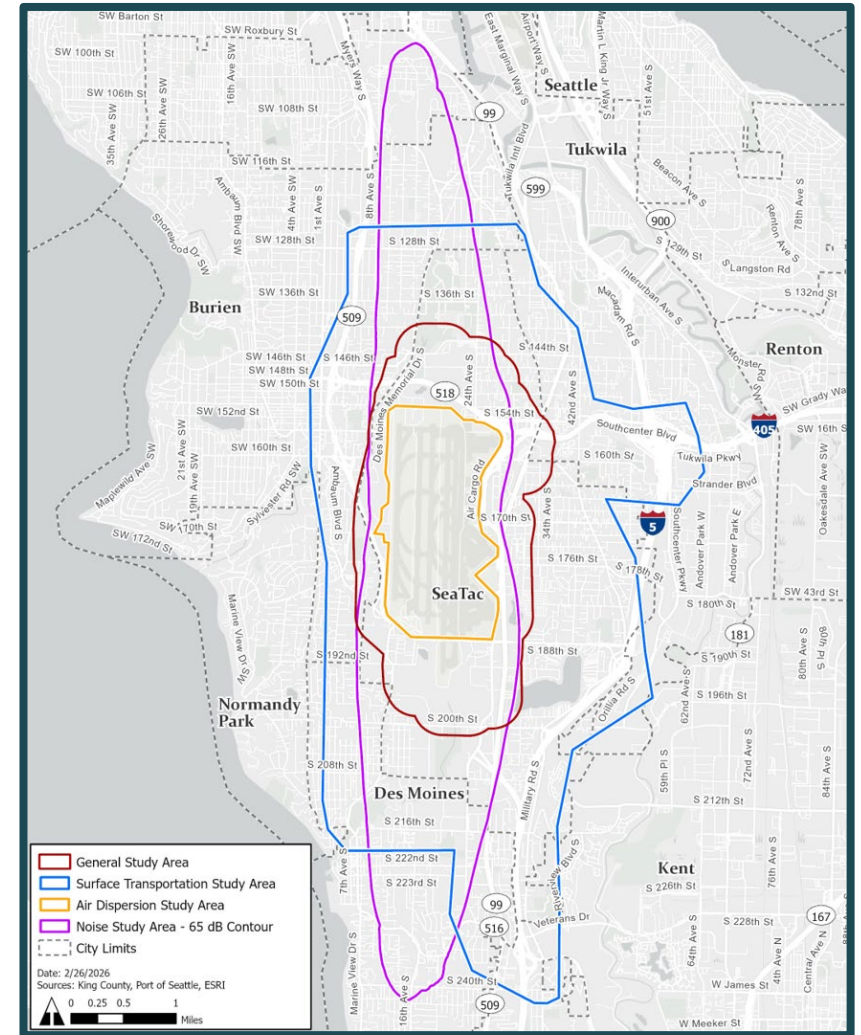 SW Barton St
SW Roxbury St
SW 100th St
35th Ave SW
SW 106th St
26th Ave SW
16th Ave SW
SW 108th St
SW 116th St
Myers Way S
8th Ave S
4th Ave SW
1st Ave S
Ambaum Blvd SW
Shorewood Dr SW
SW 128th St
S 128th St
East Marginal Way S
Airport Way S
Martin L King Jr Way S
51st Ave S
Seattle
99
Tukwila
Tukwila Intl Blvd
599
Beacon Ave S
Renton Ave S
78th Ave S
900
S 129th St
S Langston Rd
S 132nd St
Interurban Ave S
Macadam Rd S
Monster Rd SW
Renton
SW Grady Wa
405
SW 16th S
Burien
SW 136th St
S 136th St
509
SW 146th St
S 146th St
SW 148th St
SW 150th St
SW 152nd St
SW 160th St
Des Moines Memorial Dr S
24th Ave S
S 144th St
42nd Ave S
518
S 154th St
Southcenter Blvd
S 160th St
Tukwila Pkwy
Strander Blvd
Oakesdale Ave SW
Maplewild Ave SW
21st Ave SW
19th Ave SW
Sylvester Rd SW
Ambaum Blvd S
Air Cargo Rd
S 170th St
34th Ave S
5
Southcenter Pkwy
Andover Park W
Andover Park E
SW 170th St
SW 172nd St
S 176th St
S 178th St
SW 43rd St
S 180th St
181
SeaTac
Marine View Dr SW
S 192nd St
S 188th St
S 190th St
80th Ave S
80th Pl S
Normandy
Park
S 200th St
Orillia Rd S
62nd Ave S
S 196th St
S 208th St
Military Rd S
59th Pl S
72nd Ave S
84th Ave S
S 212th St
Des Moines
S 216th St
7th Ave S
S 222nd St
S 223rd St
Riverview Blvd S
Kent
S 226th St
76th Ave S
99
516
Veterans Dr
S 228th St
167
64th Ave S
4th Ave N
Central Ave N
88th Ave S
Marine View Dr S
16th Ave S
S 240th St
509
W James St
W Meeker St
General Study Area
Surface Transportation Study Area
Air Dispersion Study Area
Noise Study Area - 65 dB Contour
City Limits
Date: 2/26/2026
Sources: King County, Port of Seattle, ESRI
0 0.25 0.5 1
Miles